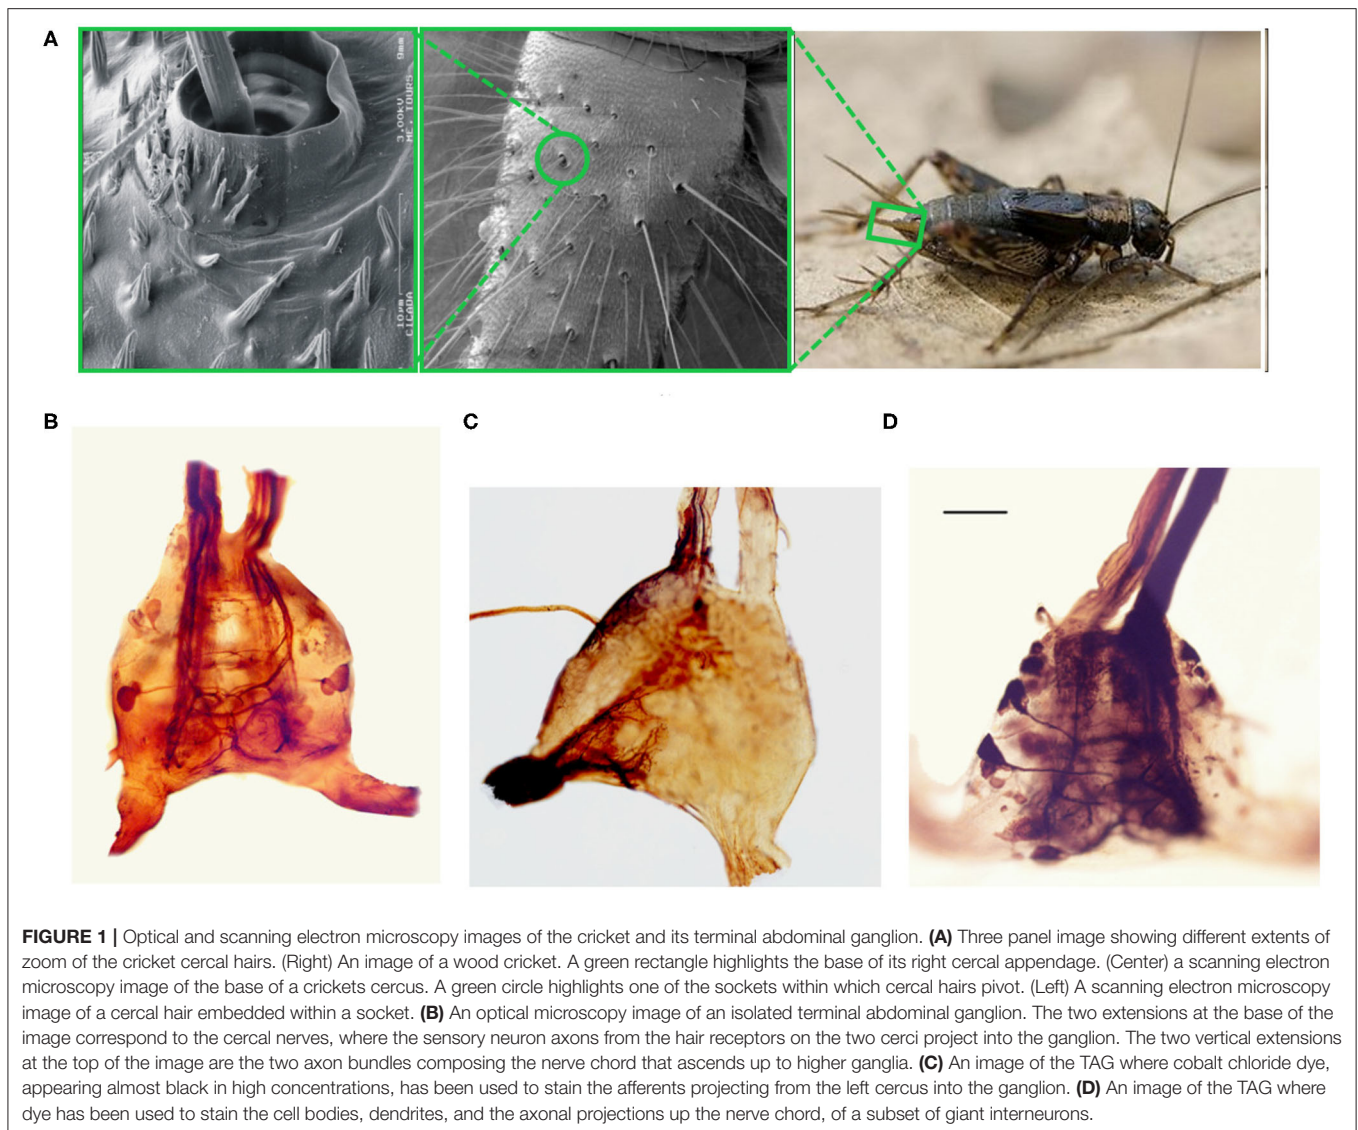 A
3.00KV 9mm
ME. TOURS
10µm
CICADA
B
C
D
FIGURE 1 | Optical and scanning electron microscopy images of the cricket and its terminal abdominal ganglion. (A) Three panel image showing different extents of
zoom of the cricket cercal hairs. (Right) An image of a wood cricket. A green rectangle highlights the base of its right cercal appendage. (Center) a scanning electron
microscopy image of the base of a crickets cercus. A green circle highlights one of the sockets within which cercal hairs pivot. (Left) A scanning electron microscopy
image of a cercal hair embedded within a socket. (B) An optical microscopy image of an isolated terminal abdominal ganglion. The two extensions at the base of the
image correspond to the cercal nerves, where the sensory neuron axons from the hair receptors on the two cerci project into the ganglion. The two vertical extensions
at the top of the image are the two axon bundles composing the nerve chord that ascends up to higher ganglia. (C) An image of the TAG where cobalt chloride dye,
appearing almost black in high concentrations, has been used to stain the afferents projecting from the left cercus into the ganglion. (D) An image of the TAG where
dye has been used to stain the cell bodies, dendrites, and the axonal projections up the nerve chord, of a subset of giant interneurons.